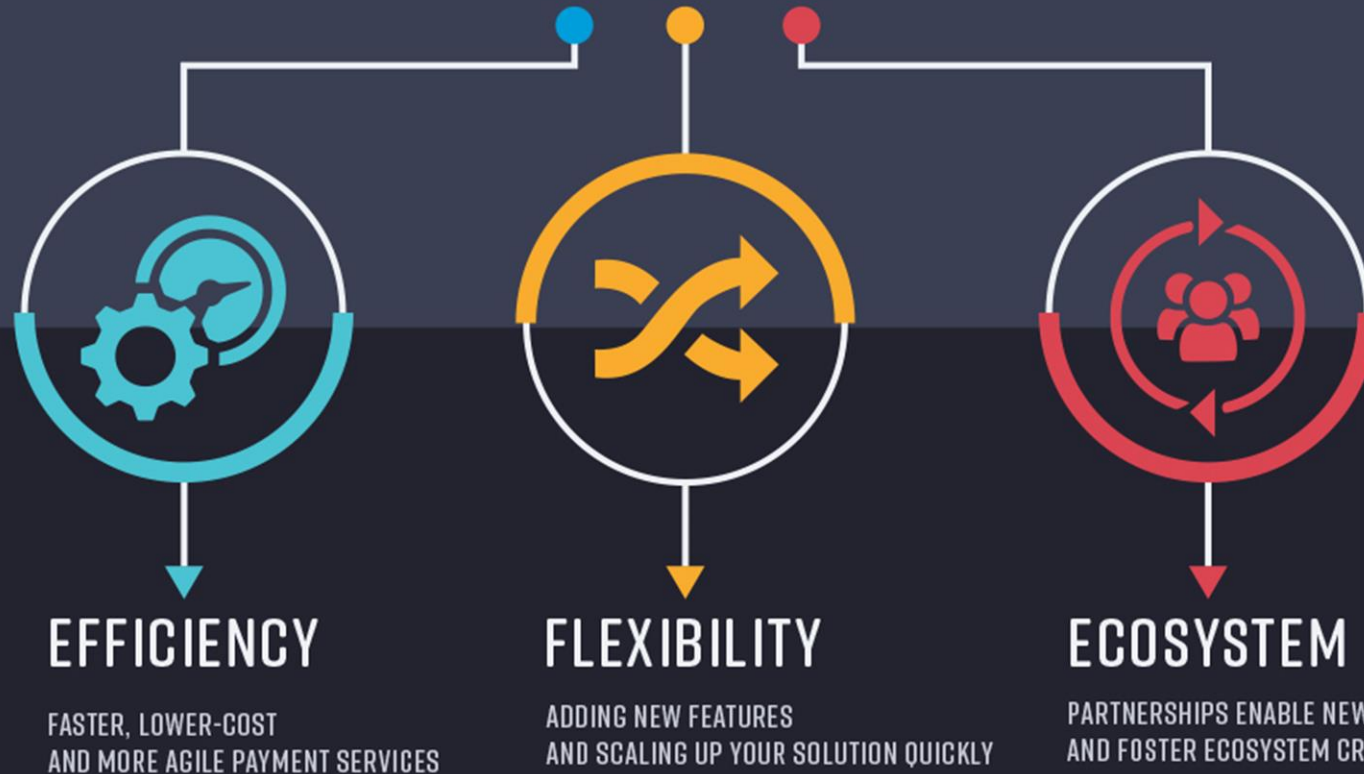 EFFICIENCY
FASTER, LOWER-COST
AND MORE AGILE PAYMENT SERVICES
FLEXIBILITY
ADDING NEW FEATURES
AND SCALING UP YOUR SOLUTION QUICKLY
ECOSYSTEM
PARTNERSHIPS ENABLE NEW
AND FOSTER ECOSYSTEM